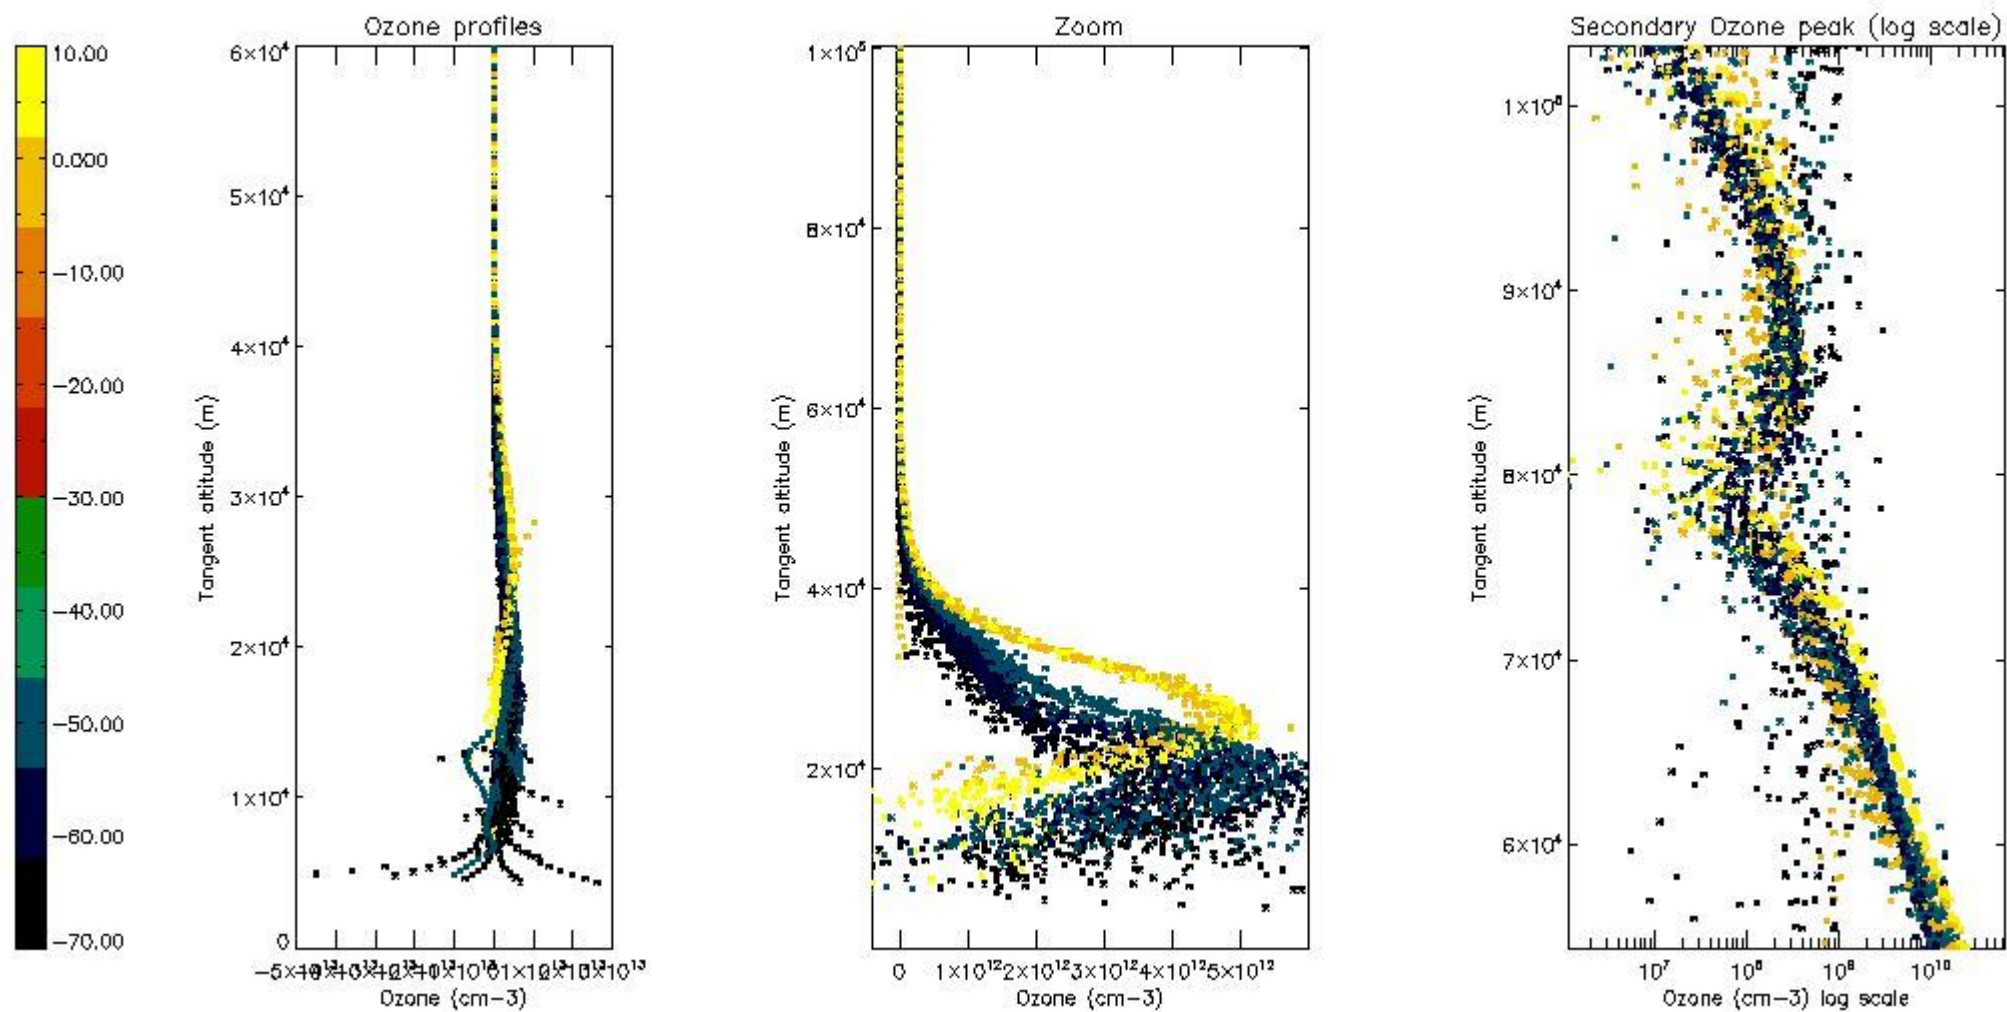 Ozone profiles
Zoom
Secondary Ozone peak (log scale)
10.00
0.000
−10.00
−20.00
−30.00
−40.00
−50.00
−60.00
−70.00
Tangent altitude (m)
6×10⁴
5×10⁴
4×10⁴
3×10⁴
2×10⁴
1×10⁴
0
Ozone (cm−3)
Tangent altitude (m)
1×10⁵
8×10⁴
6×10⁴
4×10⁴
2×10⁴
0 1×10¹² 2×10¹² 3×10¹² 4×10¹² 5×10¹²
Ozone (cm−3)
Tangent altitude (m)
1×10⁵
9×10⁴
8×10⁴
7×10⁴
6×10⁴
10⁷ 10⁸ 10⁹ 10¹⁰
Ozone (cm−3) log scale